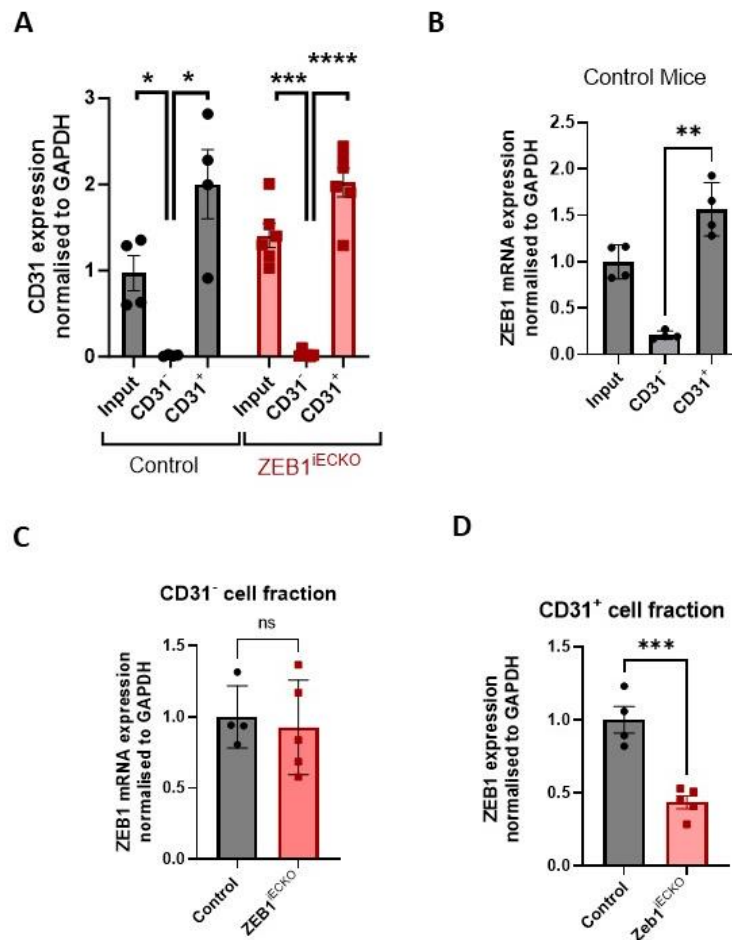 A
CD31 expression
normalised to GAPDH
3
2
1
0
* * *** ****
Input CD31⁻ CD31⁺ Input CD31⁻ CD31⁺
Control ZEB1ⁱᴱᶜᴷᴼ
B
Control Mice
ZEB1 mRNA expression
normalised to GAPDH
2.5
2.0
1.5
1.0
0.5
0.0
**
Input CD31⁻ CD31⁺
C
CD31⁻ cell fraction
ZEB1 mRNA expression
normalised to GAPDH
1.5
1.0
0.5
0.0
ns
Control ZEB1ⁱᴱᶜᴷᴼ
D
CD31⁺ cell fraction
ZEB1 expression
normalised to GAPDH
1.5
1.0
0.5
0.0
***
Control Zeb1ⁱᴱᶜᴷᴼ